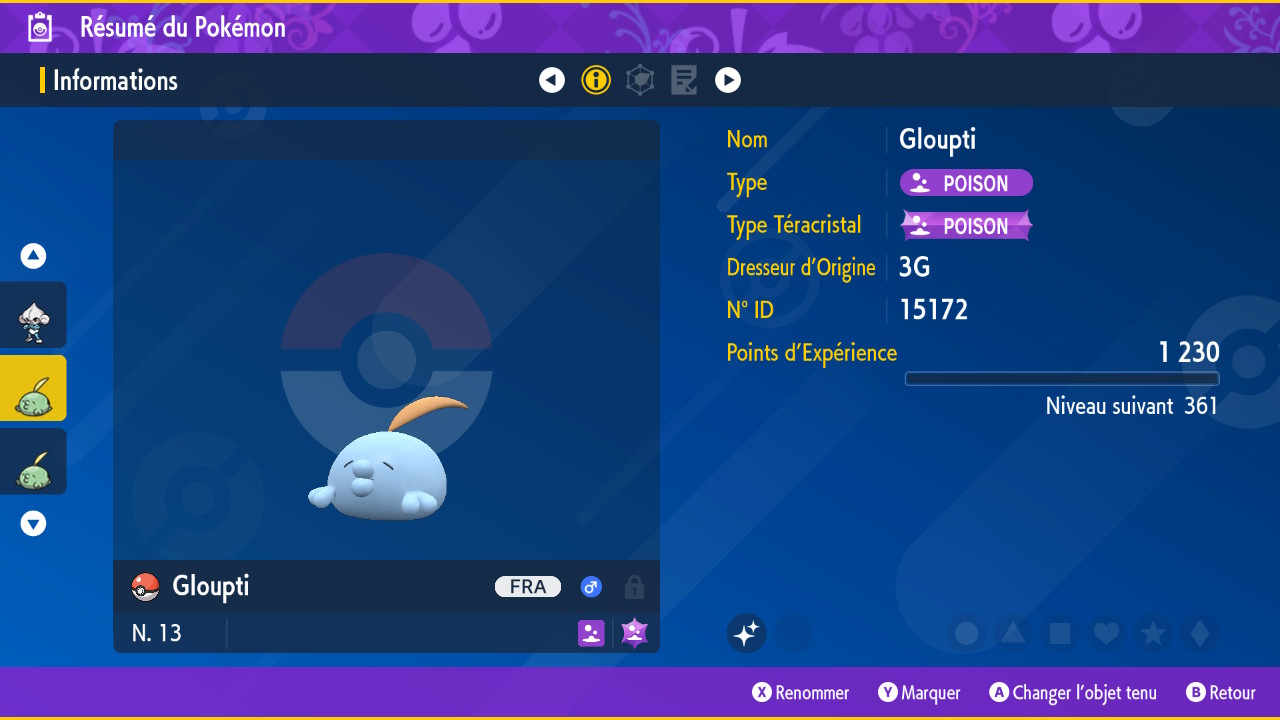 Résumé du Pokémon
Informations
Nom Gloupti
Type POISON
Type Téracristal POISON
Dresseur d'Origine 3G
N° ID 15172
Points d'Expérience 1 230
Niveau suivant 361
Gloupti FRA
N. 13
X Renommer Y Marquer A Changer l'objet tenu B Retour